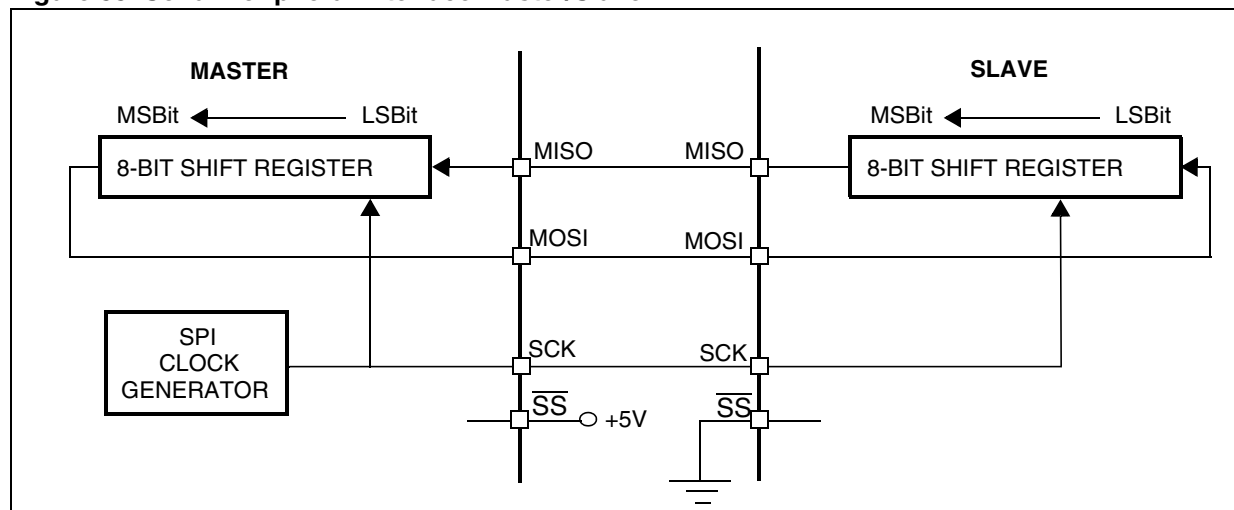 MASTER
SLAVE
MSBit
LSBit
MSBit
LSBit
8-BIT SHIFT REGISTER
MISO
MISO
8-BIT SHIFT REGISTER
MOSI
MOSI
SPI
CLOCK
GENERATOR
SCK
SCK
SS
+5V
SS